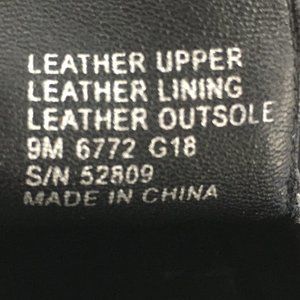 LEATHER UPPER
LEATHER LINING
LEATHER OUTSOLE
9M 6772 G18
S/N 52809
MADE IN CHINA